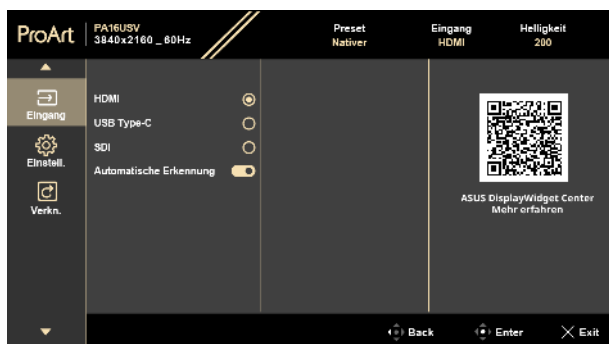 ProArt
PA16USV
3840x2160 _ 60Hz
Preset
Nativer
Eingang
HDMI
Helligkeit
200
Eingang
Einstell.
Verkn.
HDMI
USB Type-C
SDI
Automatische Erkennung
ASUS DisplayWidget Center
Mehr erfahren
Back
Enter
Exit